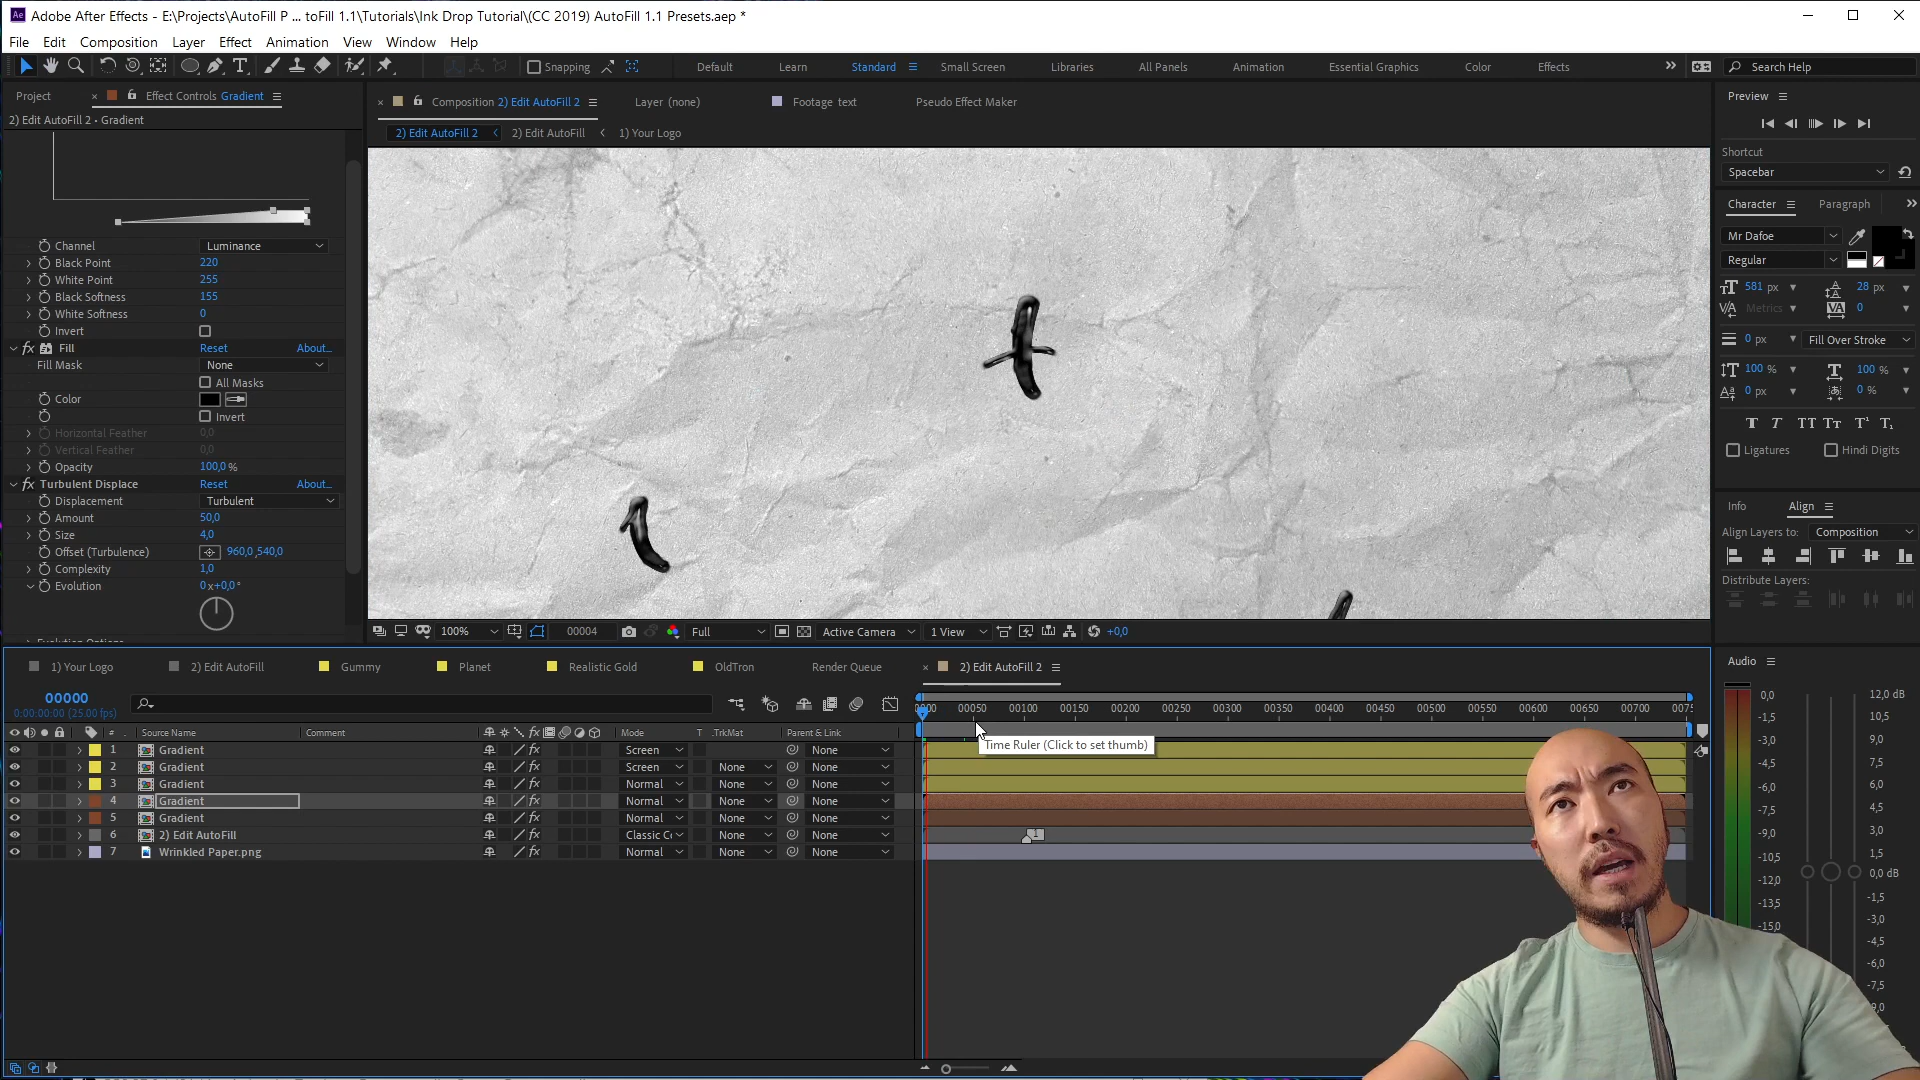 Adobe After Effects - E:\Projects\AutoFill P ... toFill 1.1\Tutorials\Ink Drop Tutorial\(CC 2019) AutoFill 1.1 Presets.aep *
File Edit Composition Layer Effect Animation View Window Help
Snapping Default Learn Standard Small Screen Libraries All Panels Animation Essential Graphics Color Effects Search Help
Project Effect Controls Gradient Composition 2) Edit AutoFill 2 Layer (none) Footage text Pseudo Effect Maker Preview
2) Edit AutoFill 2 • Gradient 2) Edit AutoFill 2 2) Edit AutoFill 1) Your Logo
Shortcut
Spacebar
Character Paragraph
Mr Dafoe
Regular
581 px 28 px
Metrics 0
0 px Fill Over Stroke
100 % 100 %
0 px 0 %
T T TT Tt T¹ T₁
Ligatures Hindi Digits
Info Align
Align Layers to: Composition
Distribute Layers:
Channel Luminance
Black Point 220
White Point 255
Black Softness 155
White Softness 0
Invert
fx Fill Reset About...
Fill Mask None
All Masks
Color
Invert
Horizontal Feather 0,0
Vertical Feather 0,0
Opacity 100,0 %
fx Turbulent Displace Reset About...
Displacement Turbulent
Amount 50,0
Size 4,0
Offset (Turbulence) 960,0 ,540,0
Complexity 1,0
Evolution 0 x+0,0 °
100% 00004 Full Active Camera 1 View +0,0
1) Your Logo 2) Edit AutoFill Gummy Planet Realistic Gold OldTron Render Queue 2) Edit AutoFill 2
00000
0:00:00:00 (25.00 fps)
00050 00100 00150 00200 00250 00300 00350 00400 00450 00500 00550 00600 00650 00700
# Source Name Comment Mode T .TrkMat Parent & Link
Time Ruler (Click to set thumb)
1 Gradient Screen None
2 Gradient Screen None None
3 Gradient Normal None None
4 Gradient Normal None None
5 Gradient Normal None None
6 2) Edit AutoFill Classic C None None 1
7 Wrinkled Paper.png Normal None None
Audio
0,0 12,0 dB
-1,5 10,5
-3,0 9,0
-4,5 7,5
-6,0 6,0
-7,5 4,5
-9,0 3,0
-10,5 1,5
-12,0 0,0 dB
-13,5 -1,5
-15,0 -3,0
-4,5
-6,0
-7,5